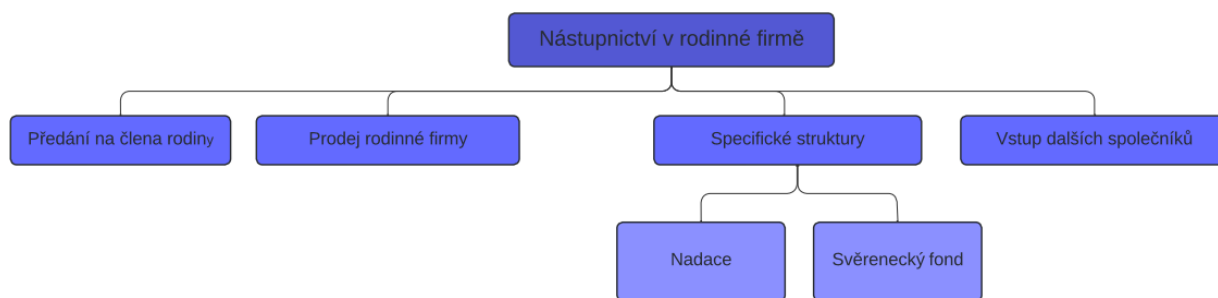 Nástupnictví v rodinné firmě
Předání na člena rodiny
Prodej rodinné firmy
Specifické struktury
Vstup dalších společníků
Nadace
Svěrenecký fond